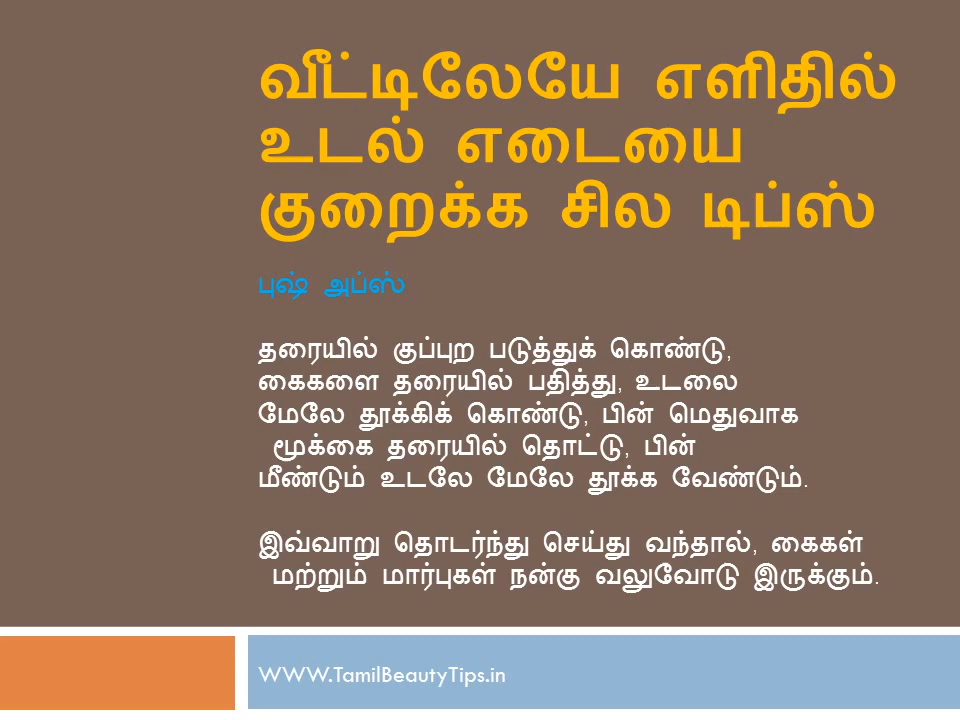 வீட்டிலேயே எளிதில்
உடல் எடையை
குறைக்க சில டிப்ஸ்
புஷ் அப்ஸ்
தரையில் குப்புற படுத்துக் கொண்டு,
கைகளை தரையில் பதித்து, உடலை
மேலே தூக்கிக் கொண்டு, பின் மெதுவாக
மூக்கை தரையில் தொட்டு, பின்
மீண்டும் உடலே மேலே தூக்க வேண்டும்.
இவ்வாறு தொடர்ந்து செய்து வந்தால், கைகள்
மற்றும் மார்புகள் நன்கு வலுவோடு இருக்கும்.
WWW.TamilBeautyTips.in